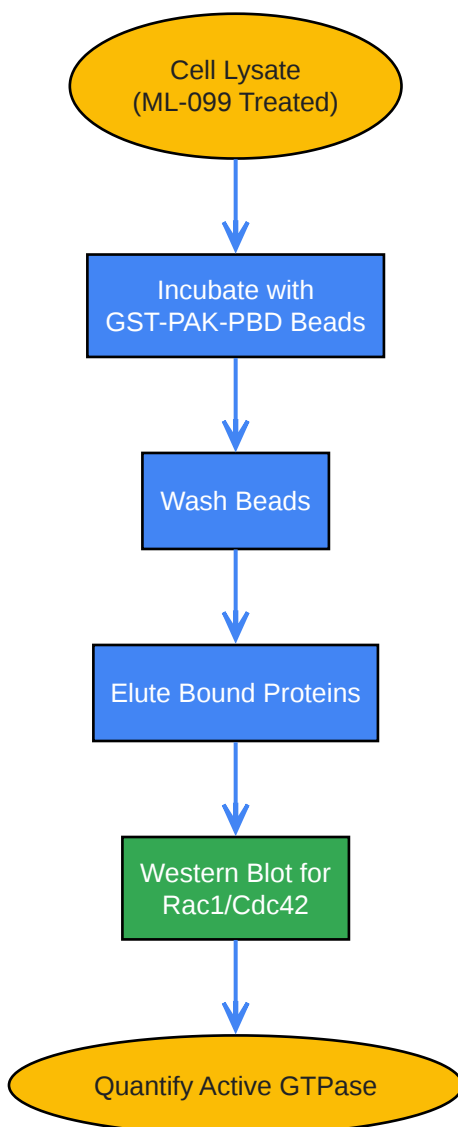 Cell Lysate
(ML-099 Treated)
Incubate with
GST-PAK-PBD Beads
Wash Beads
Elute Bound Proteins
Western Blot for
Rac1/Cdc42
Quantify Active GTPase